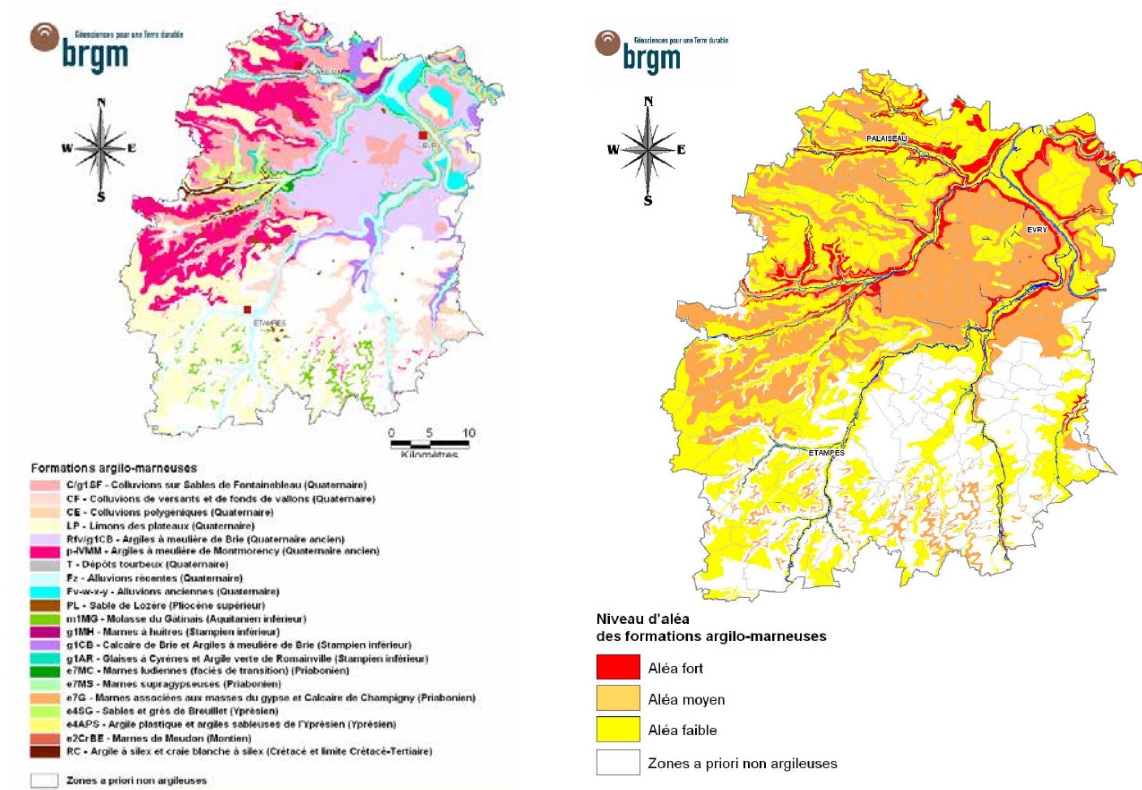 Géosciences pour une Terre durable
brgm
N
W E
S
PALAISEAU
ETAMPES
0 5 10
Kilomètres
Formations argilo-marneuses
C/g1SF - Colluvions sur Sables de Fontainebleau (Quaternaire)
CF - Colluvions de versants et de fonds de vallons (Quaternaire)
CE - Colluvions polygéniques (Quaternaire)
LP - Limons des plateaux (Quaternaire)
Rfv/g1CB - Argiles à meulière de Brie (Quaternaire ancien)
p-IVMM - Argiles à meulière de Montmorency (Quaternaire ancien)
T - Dépôts tourbeux (Quaternaire)
Fz - Alluvions récentes (Quaternaire)
Fv-w-x-y - Alluvions anciennes (Quaternaire)
PL - Sable de Lozère (Pliocène supérieur)
m1MG - Molasse du Gâtinais (Aquitanien inférieur)
g1MH - Marnes à huîtres (Stampien inférieur)
g1CB - Calcaire de Brie et Argiles à meulière de Brie (Stampien inférieur)
g1AR - Glaises à Cyrènes et Argile verte de Romainville (Stampien inférieur)
e7MC - Marnes ludiennes (faciès de transition) (Priabonien)
e7MS - Marnes supragypseuses (Priabonien)
e7G - Marnes associées aux masses du gypse et Calcaire de Champigny (Priabonien)
e4SG - Sables et grès de Breuillet (Yprésien)
e4APS - Argile plastique et argiles sableuses de l'Yprésien (Yprésien)
e2CrBE - Marnes de Meudon (Montien)
RC - Argile à silex et craie blanche à silex (Crétacé et limite Crétacé-Tertiaire)
Zones a priori non argileuses
Géosciences pour une Terre durable
brgm
N
W E
S
PALAISEAU
EVRY
ETAMPES
Niveau d'aléa
des formations argilo-marneuses
Aléa fort
Aléa moyen
Aléa faible
Zones a priori non argileuses